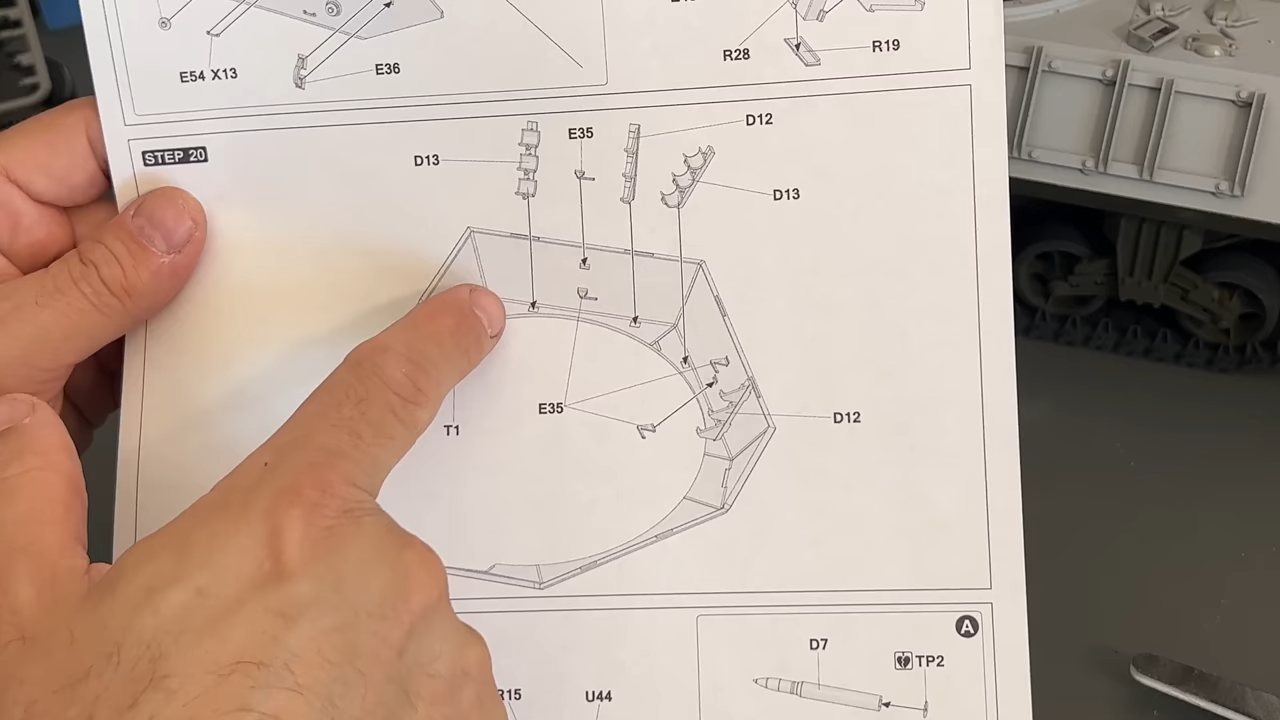 E54 X13
E36
R28
R19
STEP 20
D13
E35
D12
D13
E35
D12
T1
A
D7
TP2
R15
U44